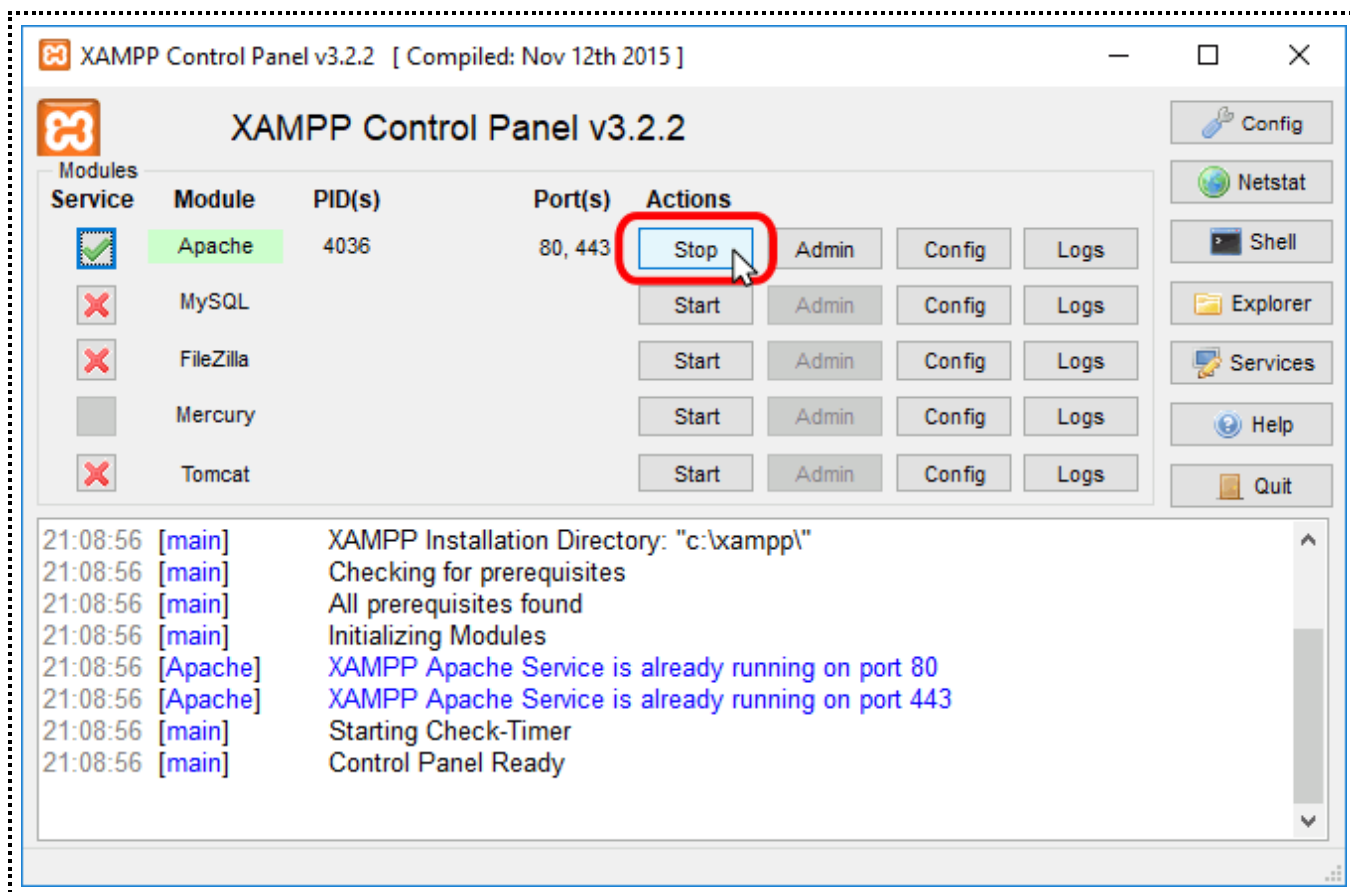 XAMPP Control Panel v3.2.2 [ Compiled: Nov 12th 2015 ]
XAMPP Control Panel v3.2.2
Config
Modules
Netstat
Service Module PID(s) Port(s) Actions
Apache 4036 80, 443 Stop Admin Config Logs
Shell
MySQL Start Admin Config Logs
Explorer
FileZilla Start Admin Config Logs
Services
Mercury Start Admin Config Logs
Help
Tomcat Start Admin Config Logs
Quit
21:08:56 [main] XAMPP Installation Directory: "c:\xampp\"
21:08:56 [main] Checking for prerequisites
21:08:56 [main] All prerequisites found
21:08:56 [main] Initializing Modules
21:08:56 [Apache] XAMPP Apache Service is already running on port 80
21:08:56 [Apache] XAMPP Apache Service is already running on port 443
21:08:56 [main] Starting Check-Timer
21:08:56 [main] Control Panel Ready